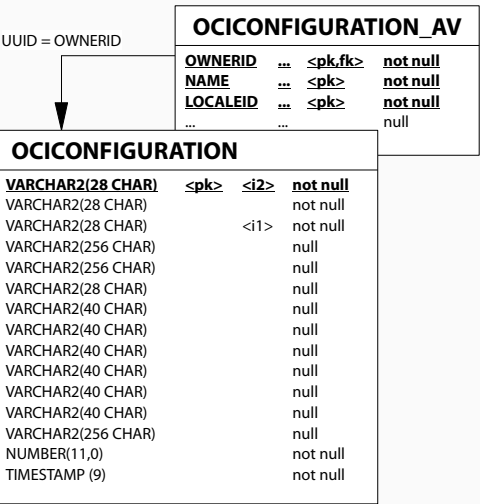 OCICONFIGURATION_AV
UUID = OWNERID
OWNERID ... <pk,fk> not null
NAME ... <pk> not null
LOCALEID ... <pk> not null
... ... null
OCICONFIGURATION
VARCHAR2(28 CHAR) <pk> <i2> not null
VARCHAR2(28 CHAR) not null
VARCHAR2(28 CHAR) <i1> not null
VARCHAR2(256 CHAR) null
VARCHAR2(256 CHAR) null
VARCHAR2(28 CHAR) null
VARCHAR2(40 CHAR) null
VARCHAR2(40 CHAR) null
VARCHAR2(40 CHAR) null
VARCHAR2(40 CHAR) null
VARCHAR2(40 CHAR) null
VARCHAR2(40 CHAR) null
VARCHAR2(256 CHAR) null
NUMBER(11,0) not null
TIMESTAMP (9) not null